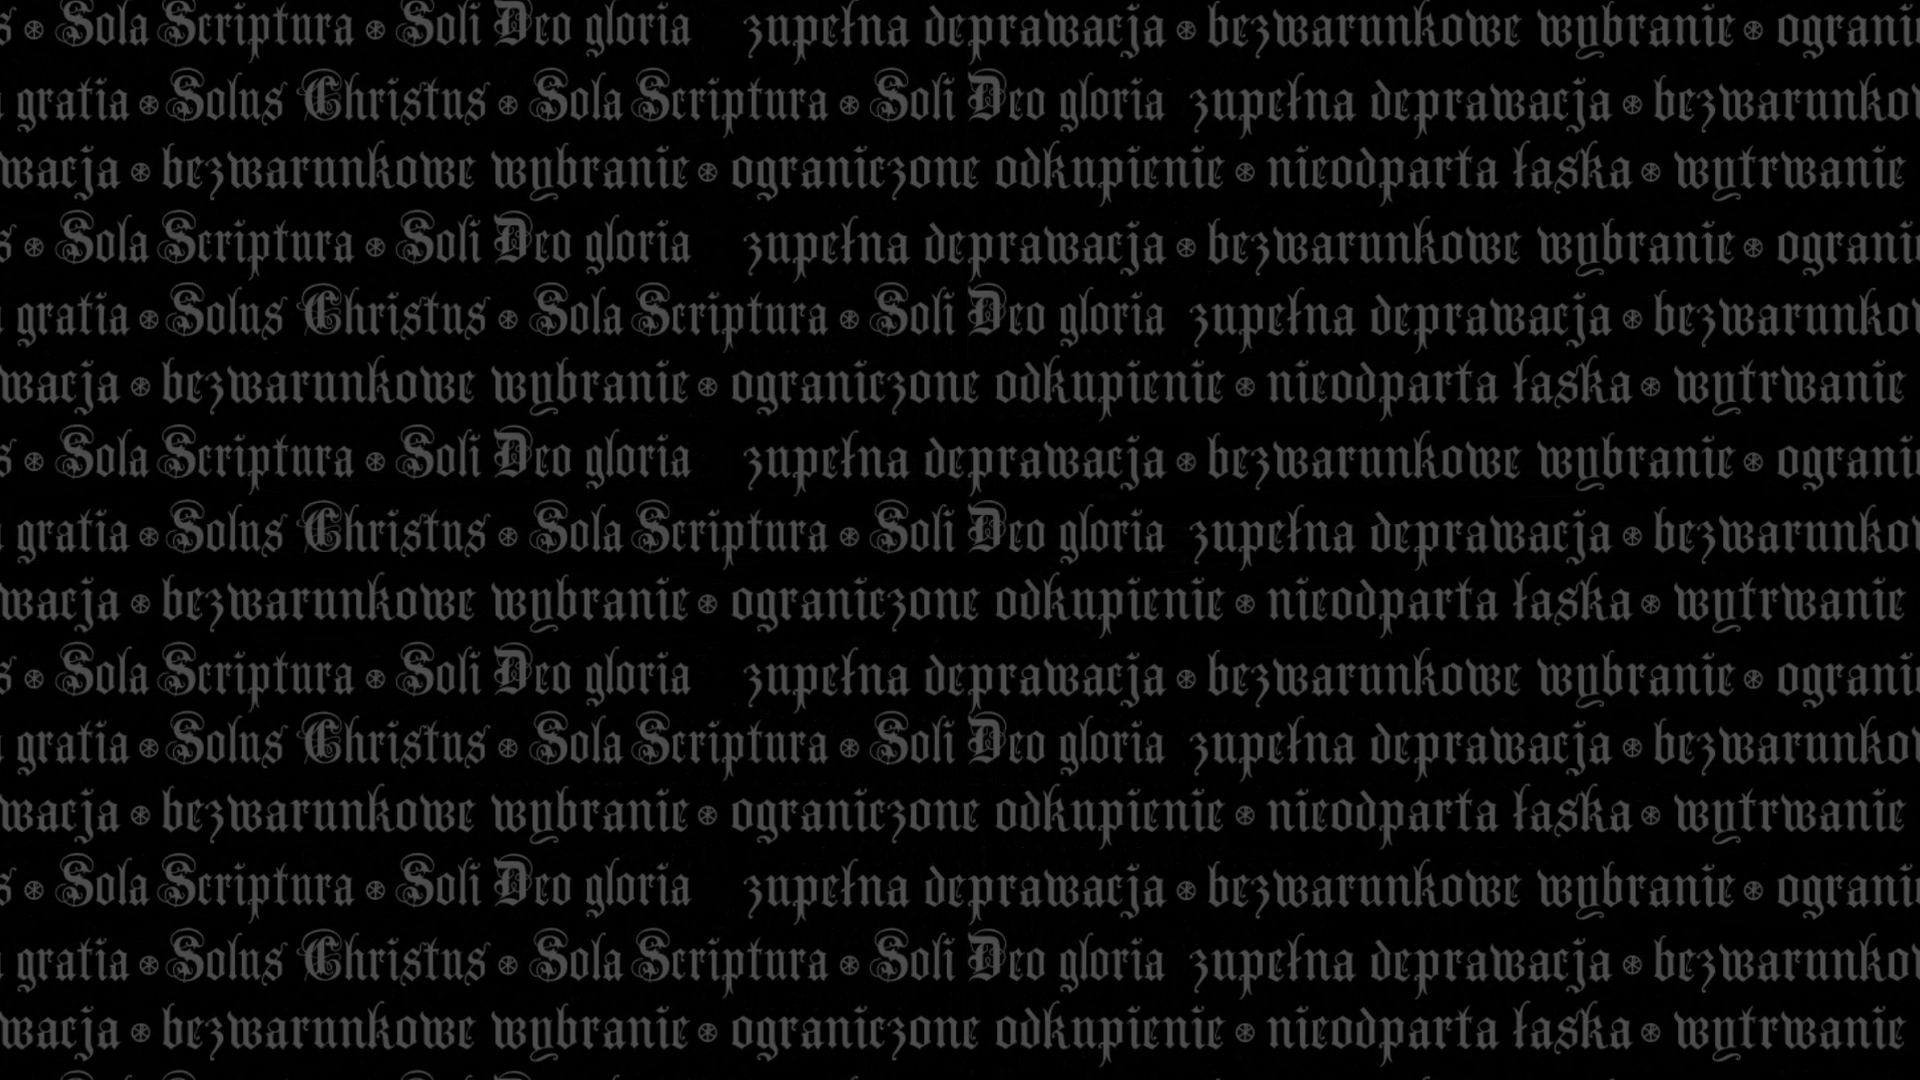 s ⊛ Sola Scriptura ⊛ Soli Deo gloria zupełna deprawacja ⊛ bezwarunkowe wybranie ⊛ ograni
gratia ⊛ Solus Christus ⊛ Sola Scriptura ⊛ Soli Deo gloria zupełna deprawacja ⊛ bezwarunko
wacja ⊛ bezwarunkowe wybranie ⊛ ograniczone odkupienie ⊛ nieodparta łaska ⊛ wytrwanie
s ⊛ Sola Scriptura ⊛ Soli Deo gloria zupełna deprawacja ⊛ bezwarunkowe wybranie ⊛ ograni
gratia ⊛ Solus Christus ⊛ Sola Scriptura ⊛ Soli Deo gloria zupełna deprawacja ⊛ bezwarunko
wacja ⊛ bezwarunkowe wybranie ⊛ ograniczone odkupienie ⊛ nieodparta łaska ⊛ wytrwanie
s ⊛ Sola Scriptura ⊛ Soli Deo gloria zupełna deprawacja ⊛ bezwarunkowe wybranie ⊛ ograni
gratia ⊛ Solus Christus ⊛ Sola Scriptura ⊛ Soli Deo gloria zupełna deprawacja ⊛ bezwarunko
wacja ⊛ bezwarunkowe wybranie ⊛ ograniczone odkupienie ⊛ nieodparta łaska ⊛ wytrwanie
s ⊛ Sola Scriptura ⊛ Soli Deo gloria zupełna deprawacja ⊛ bezwarunkowe wybranie ⊛ ograni
gratia ⊛ Solus Christus ⊛ Sola Scriptura ⊛ Soli Deo gloria zupełna deprawacja ⊛ bezwarunko
wacja ⊛ bezwarunkowe wybranie ⊛ ograniczone odkupienie ⊛ nieodparta łaska ⊛ wytrwanie
s ⊛ Sola Scriptura ⊛ Soli Deo gloria zupełna deprawacja ⊛ bezwarunkowe wybranie ⊛ ograni
gratia ⊛ Solus Christus ⊛ Sola Scriptura ⊛ Soli Deo gloria zupełna deprawacja ⊛ bezwarunko
wacja ⊛ bezwarunkowe wybranie ⊛ ograniczone odkupienie ⊛ nieodparta łaska ⊛ wytrwanie